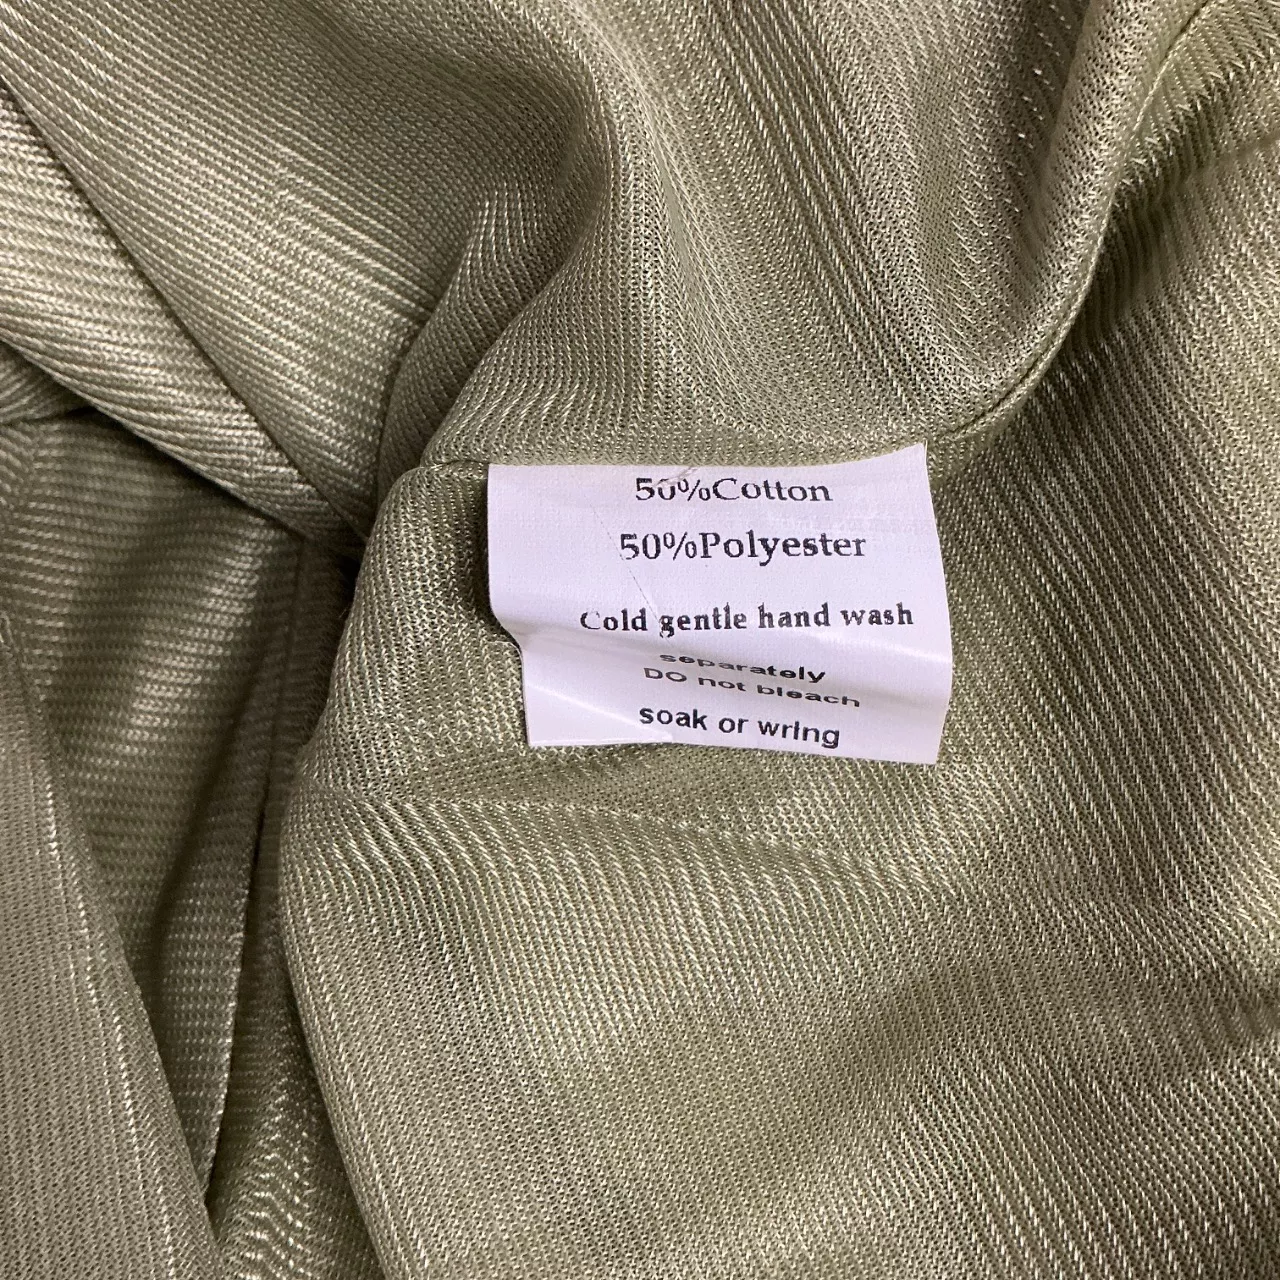 50%Cotton
50%Polyester
Cold gentle hand wash
separately
DO not bleach
soak or wring